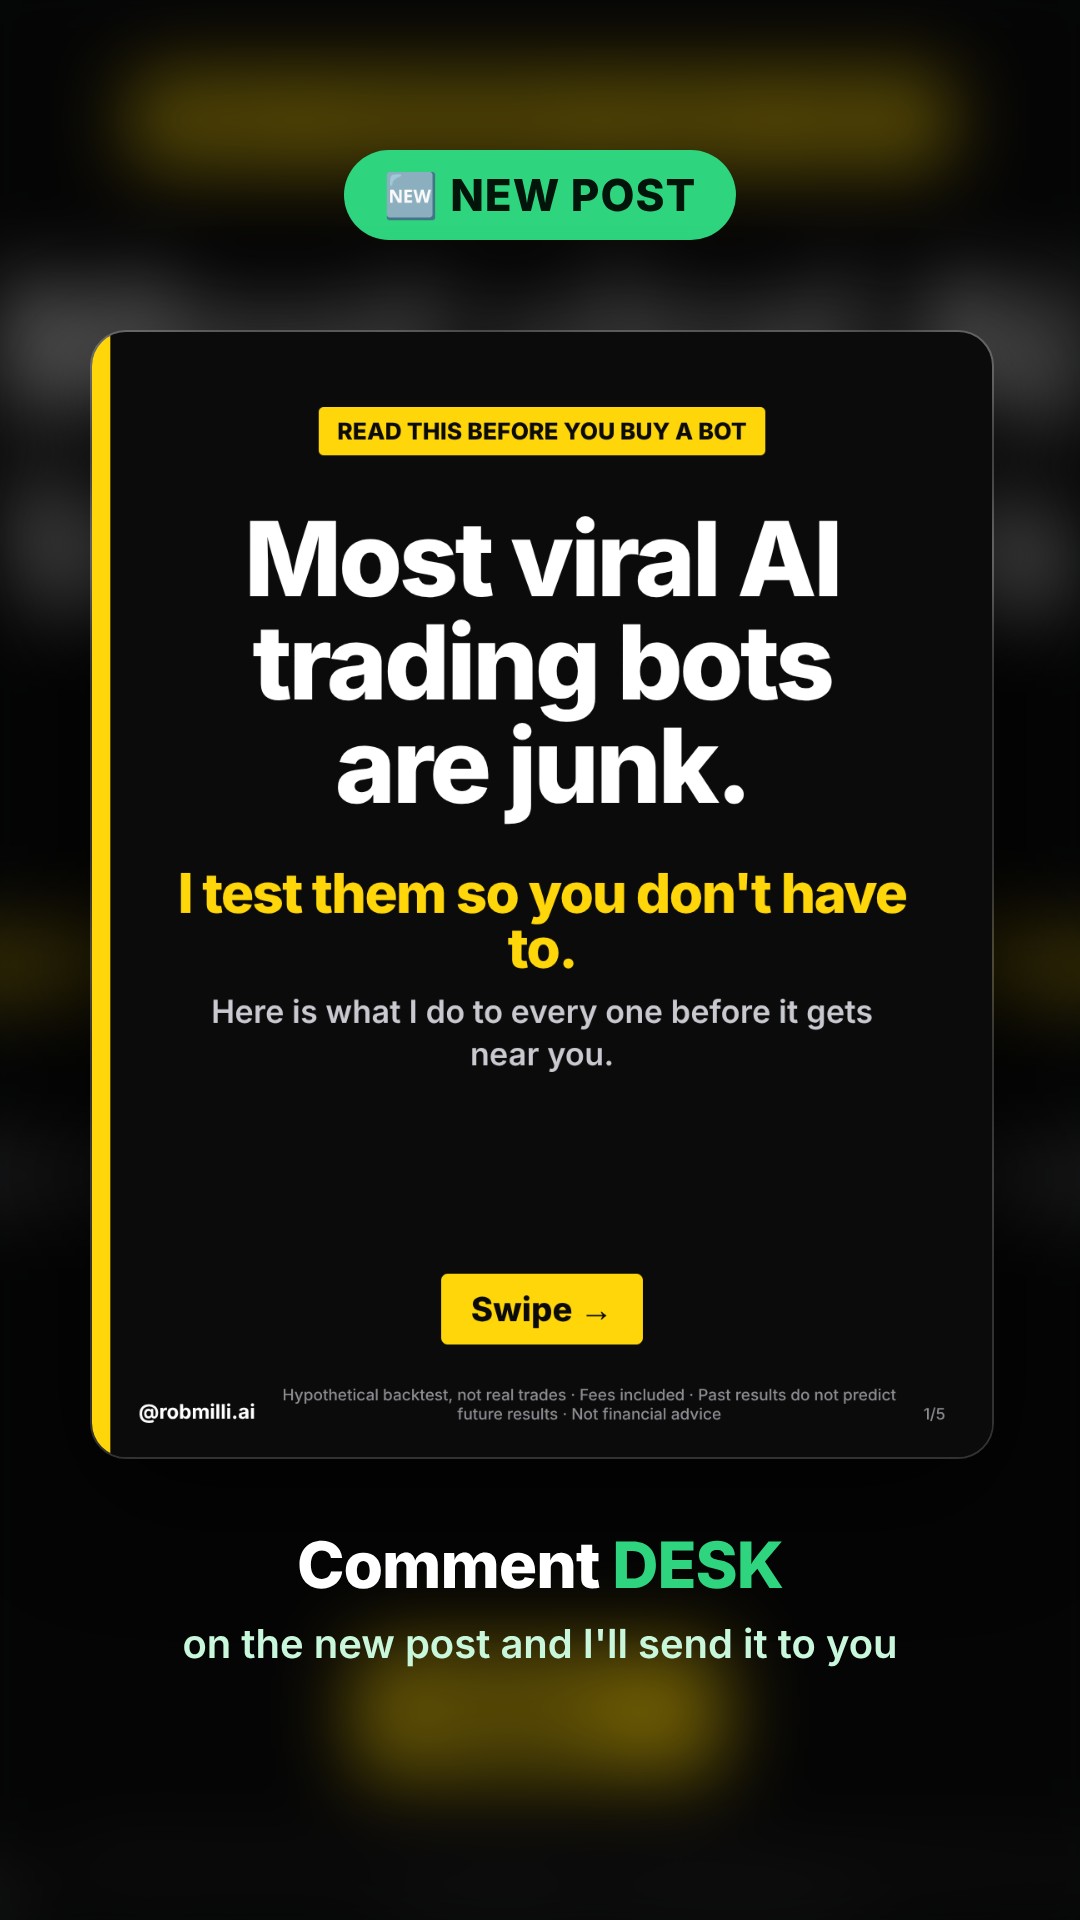 🆕 NEW POST
READ THIS BEFORE YOU BUY A BOT
Most viral AI
trading bots
are junk.
I test them so you don't have
to.
Here is what I do to every one before it gets
near you.
Swipe →
@robmilli.ai
Hypothetical backtest, not real trades · Fees included · Past results do not predict
future results · Not financial advice
1/5
Comment DESK
on the new post and I'll send it to you